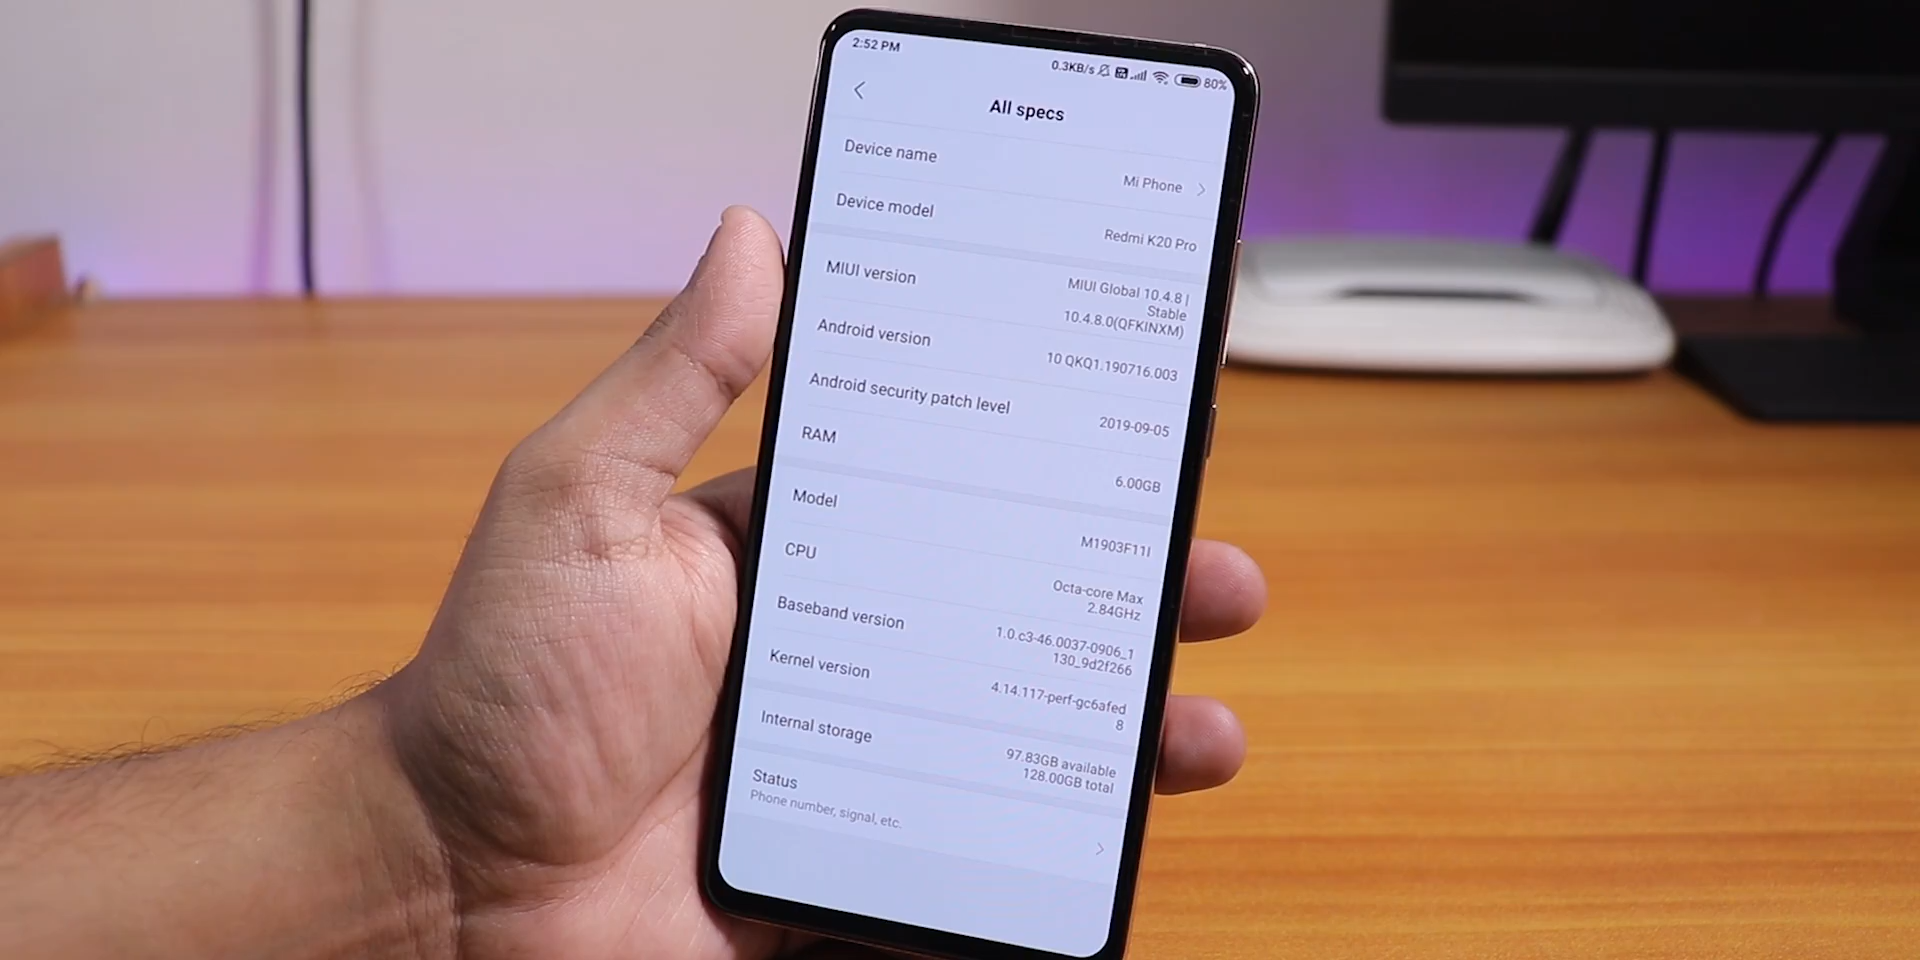 2:52 PM
0.3KB/s
80%
All specs
Device name
Mi Phone
Device model
Redmi K20 Pro
MIUI version
MIUI Global 10.4.8 |
Stable
10.4.8.0(QFKINXM)
Android version
10 QKQ1.190716.003
Android security patch level
2019-09-05
RAM
6.00GB
Model
M1903F11I
CPU
Octa-core Max
2.84GHz
Baseband version
1.0.c3-46.0037-0906_1
130_9d2f266
Kernel version
4.14.117-perf-gc6afed
8
Internal storage
97.83GB available
128.00GB total
Status
Phone number, signal, etc.